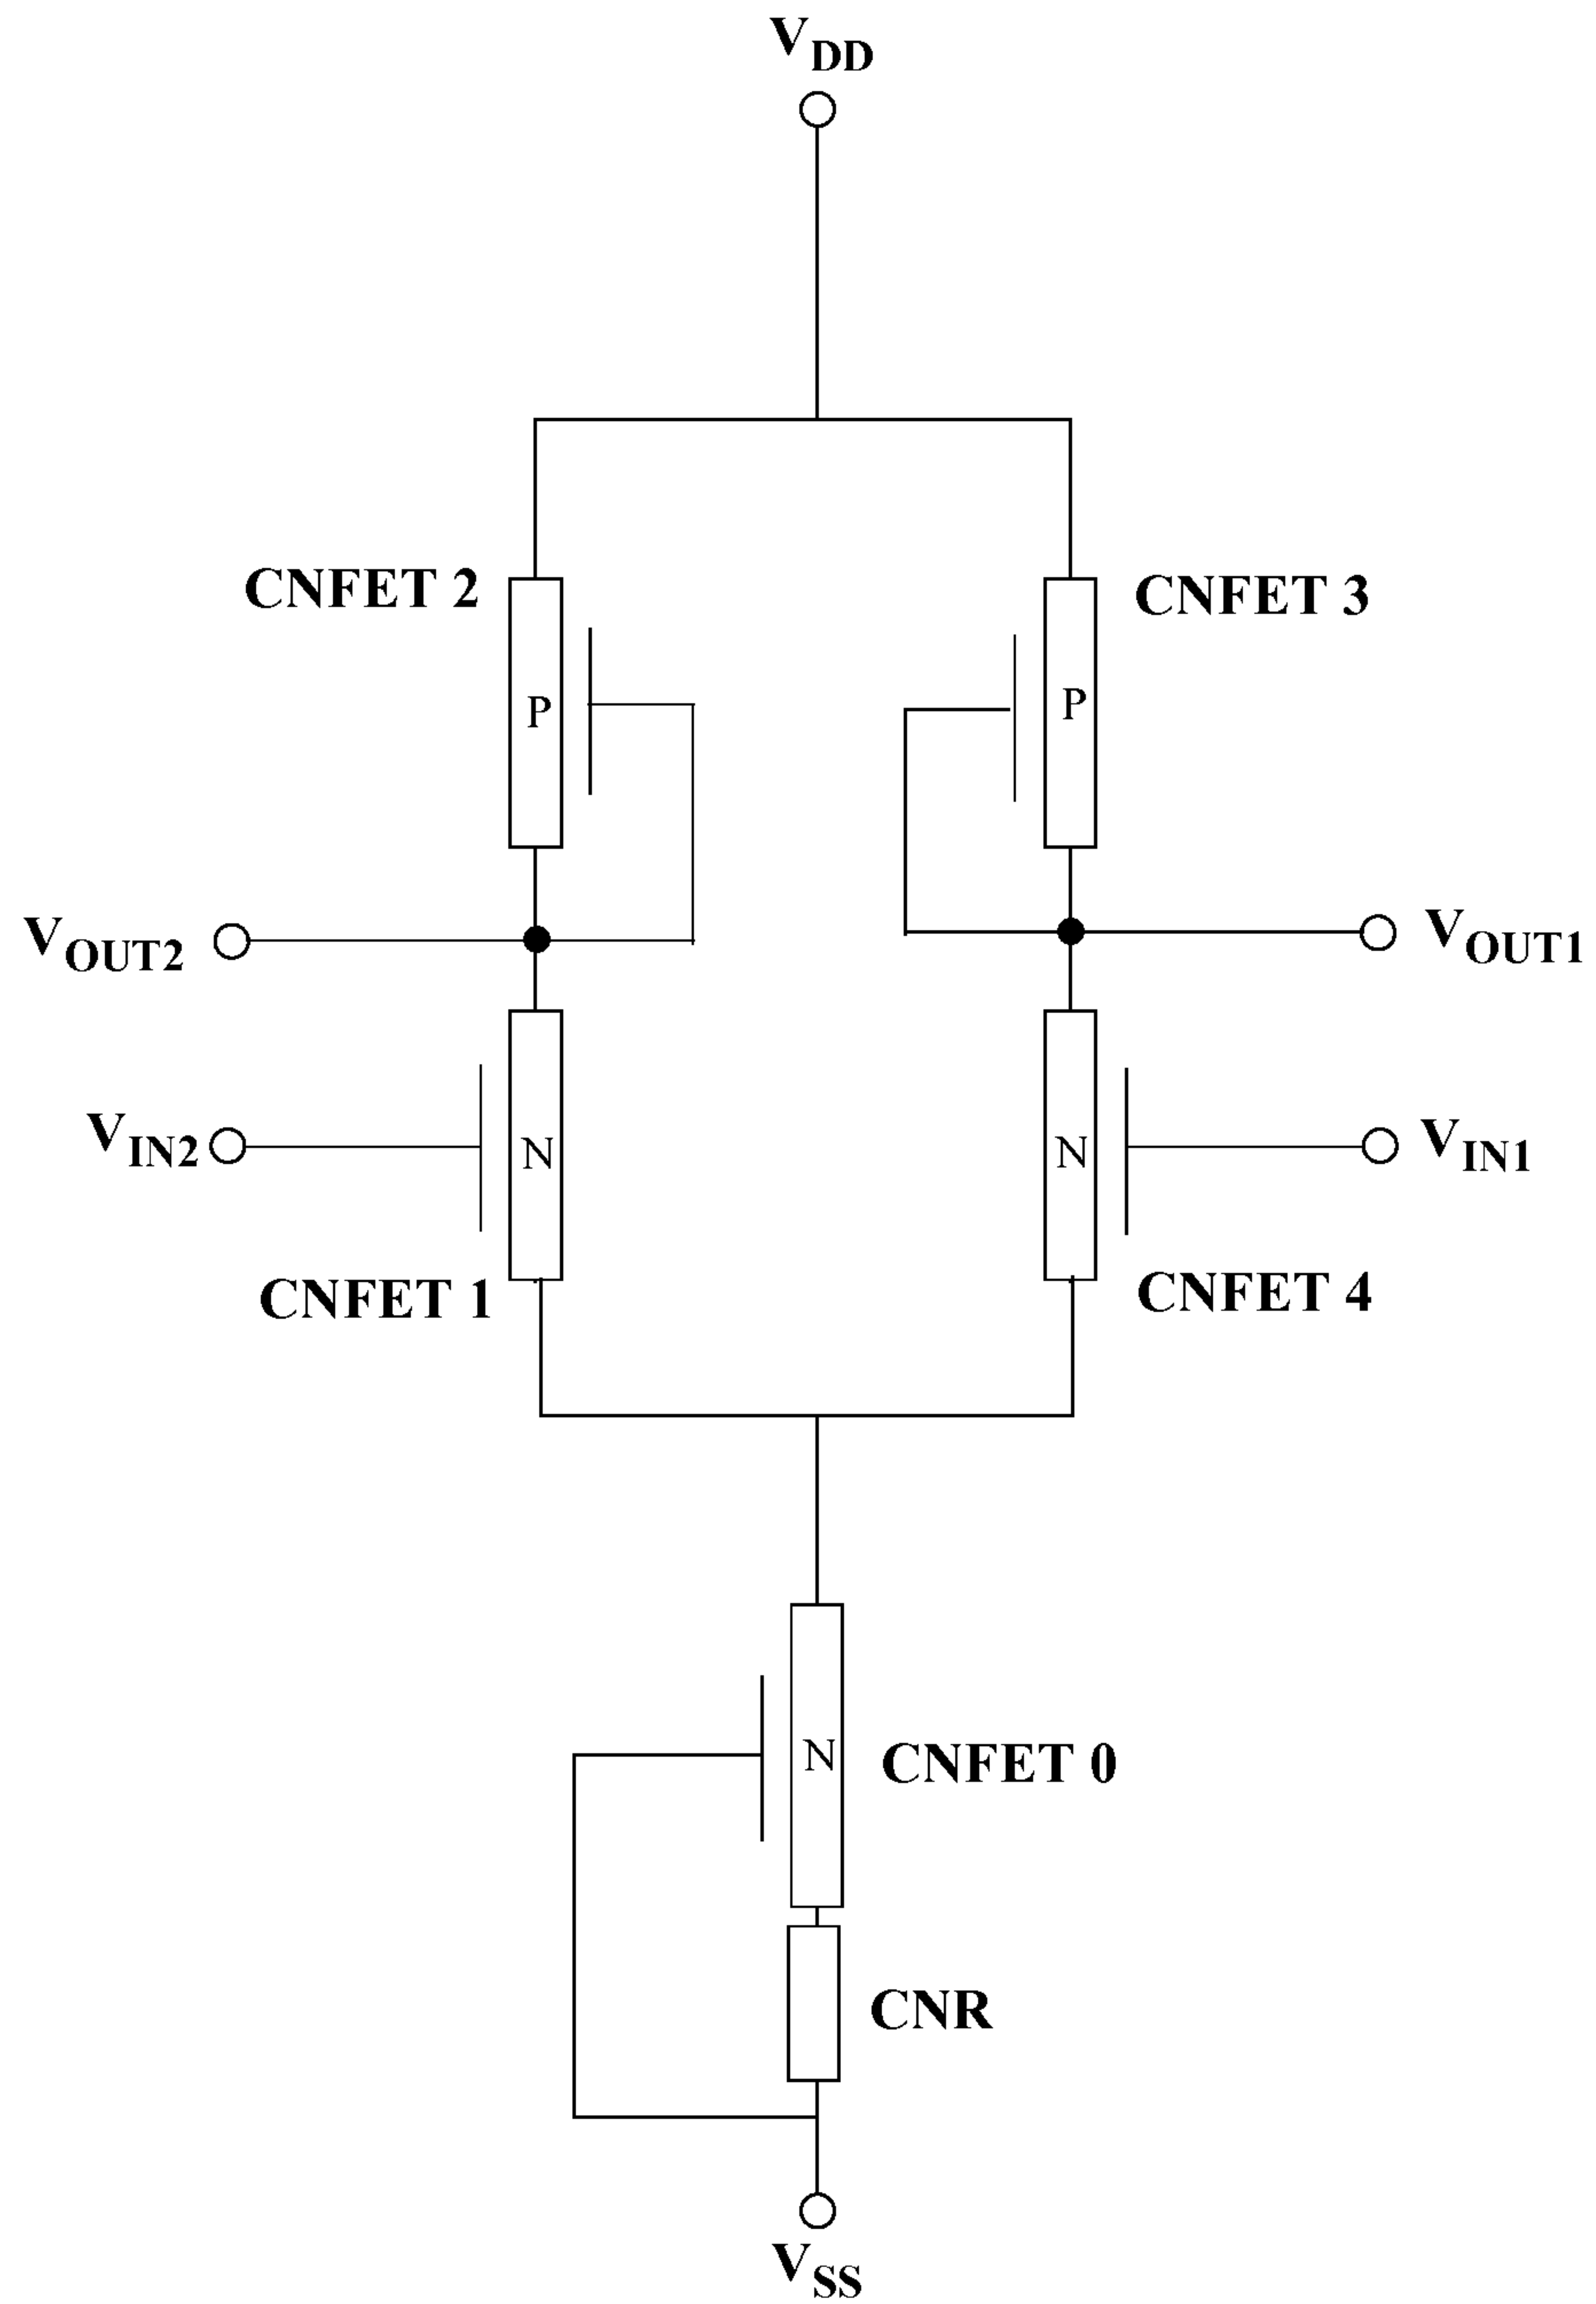 VDD
CNFET 2
CNFET 3
P
P
VOUT2
VOUT1
VIN2
N
N
VIN1
CNFET 1
CNFET 4
N
CNFET 0
CNR
VSS